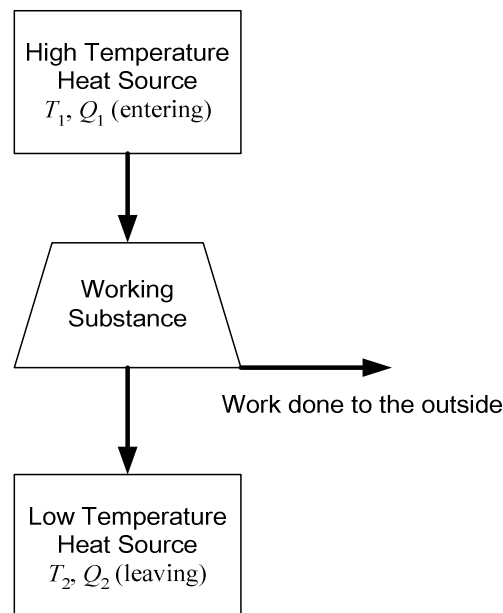 High Temperature
Heat Source
T₁, Q₁ (entering)
Working
Substance
Work done to the outside
Low Temperature
Heat Source
T₂, Q₂ (leaving)